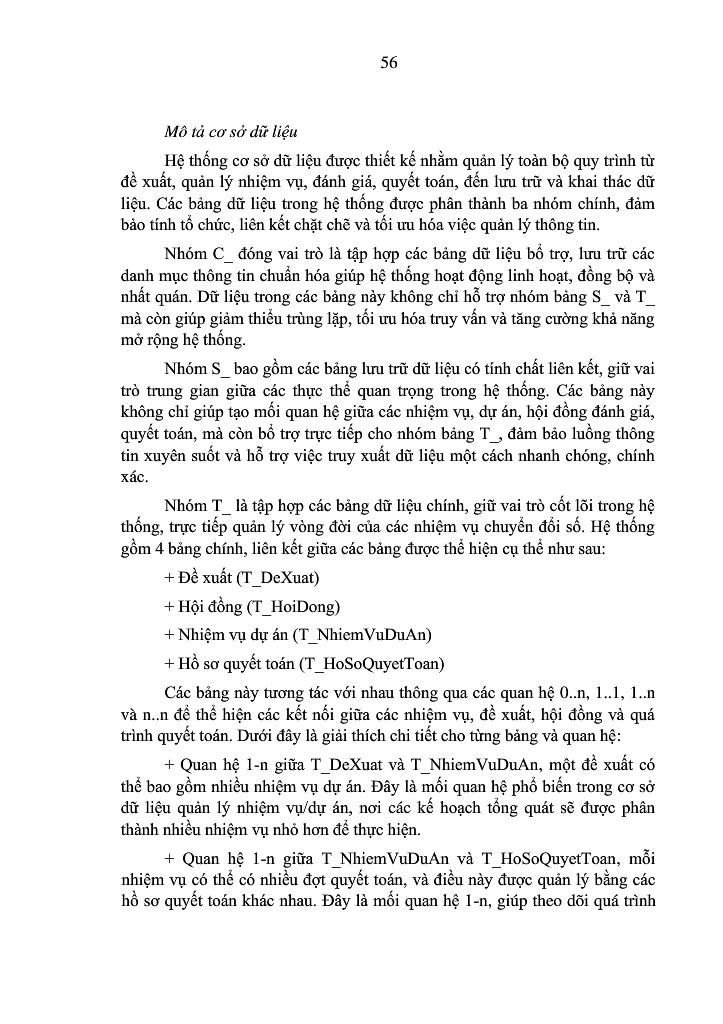 56
Mô tả cơ sở dữ liệu
Hệ thống cơ sở dữ liệu được thiết kế nhằm quản lý toàn bộ quy trình từ
đề xuất, quản lý nhiệm vụ, đánh giá, quyết toán, đến lưu trữ và khai thác dữ
liệu. Các bảng dữ liệu trong hệ thống được phân thành ba nhóm chính, đảm
bảo tính tổ chức, liên kết chặt chẽ và tối ưu hóa việc quản lý thông tin.
Nhóm C_ đóng vai trò là tập hợp các bảng dữ liệu bổ trợ, lưu trữ các
danh mục thông tin chuẩn hóa giúp hệ thống hoạt động linh hoạt, đồng bộ và
nhất quán. Dữ liệu trong các bảng này không chỉ hỗ trợ nhóm bảng S_ và T_
mà còn giúp giảm thiểu trùng lặp, tối ưu hóa truy vấn và tăng cường khả năng
mở rộng hệ thống.
Nhóm S_ bao gồm các bảng lưu trữ dữ liệu có tính chất liên kết, giữ vai
trò trung gian giữa các thực thể quan trọng trong hệ thống. Các bảng này
không chỉ giúp tạo mối quan hệ giữa các nhiệm vụ, dự án, hội đồng đánh giá,
quyết toán, mà còn bổ trợ trực tiếp cho nhóm bảng T_, đảm bảo luồng thông
tin xuyên suốt và hỗ trợ việc truy xuất dữ liệu một cách nhanh chóng, chính
xác.
Nhóm T_ là tập hợp các bảng dữ liệu chính, giữ vai trò cốt lõi trong hệ
thống, trực tiếp quản lý vòng đời của các nhiệm vụ chuyển đổi số. Hệ thống
gồm 4 bảng chính, liên kết giữa các bảng được thể hiện cụ thể như sau:
+ Đề xuất (T_DeXuat)
+ Hội đồng (T_HoiDong)
+ Nhiệm vụ dự án (T_NhiemVuDuAn)
+ Hồ sơ quyết toán (T_HoSoQuyetToan)
Các bảng này tương tác với nhau thông qua các quan hệ 0..n, 1..1, 1..n
và n..n để thể hiện các kết nối giữa các nhiệm vụ, đề xuất, hội đồng và quá
trình quyết toán. Dưới đây là giải thích chi tiết cho từng bảng và quan hệ:
+ Quan hệ 1-n giữa T_DeXuat và T_NhiemVuDuAn, một đề xuất có
thể bao gồm nhiều nhiệm vụ dự án. Đây là mối quan hệ phổ biến trong cơ sở
dữ liệu quản lý nhiệm vụ/dự án, nơi các kế hoạch tổng quát sẽ được phân
thành nhiều nhiệm vụ nhỏ hơn để thực hiện.
+ Quan hệ 1-n giữa T_NhiemVuDuAn và T_HoSoQuyetToan, mỗi
nhiệm vụ có thể có nhiều đợt quyết toán, và điều này được quản lý bằng các
hồ sơ quyết toán khác nhau. Đây là mối quan hệ 1-n, giúp theo dõi quá trình